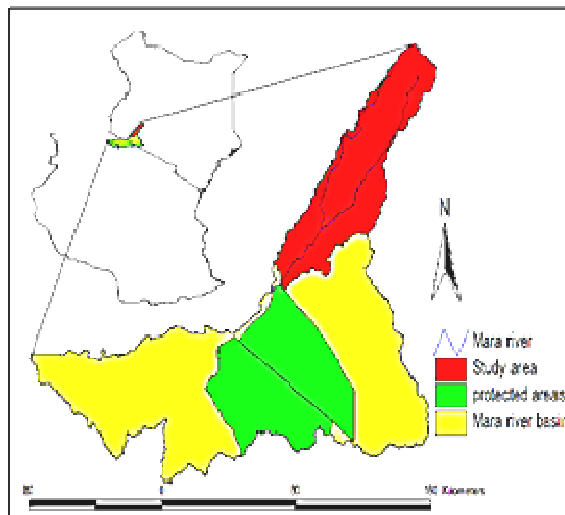 N
Mara river
Study area
protected areas
Mara river basin
0
Kilometers